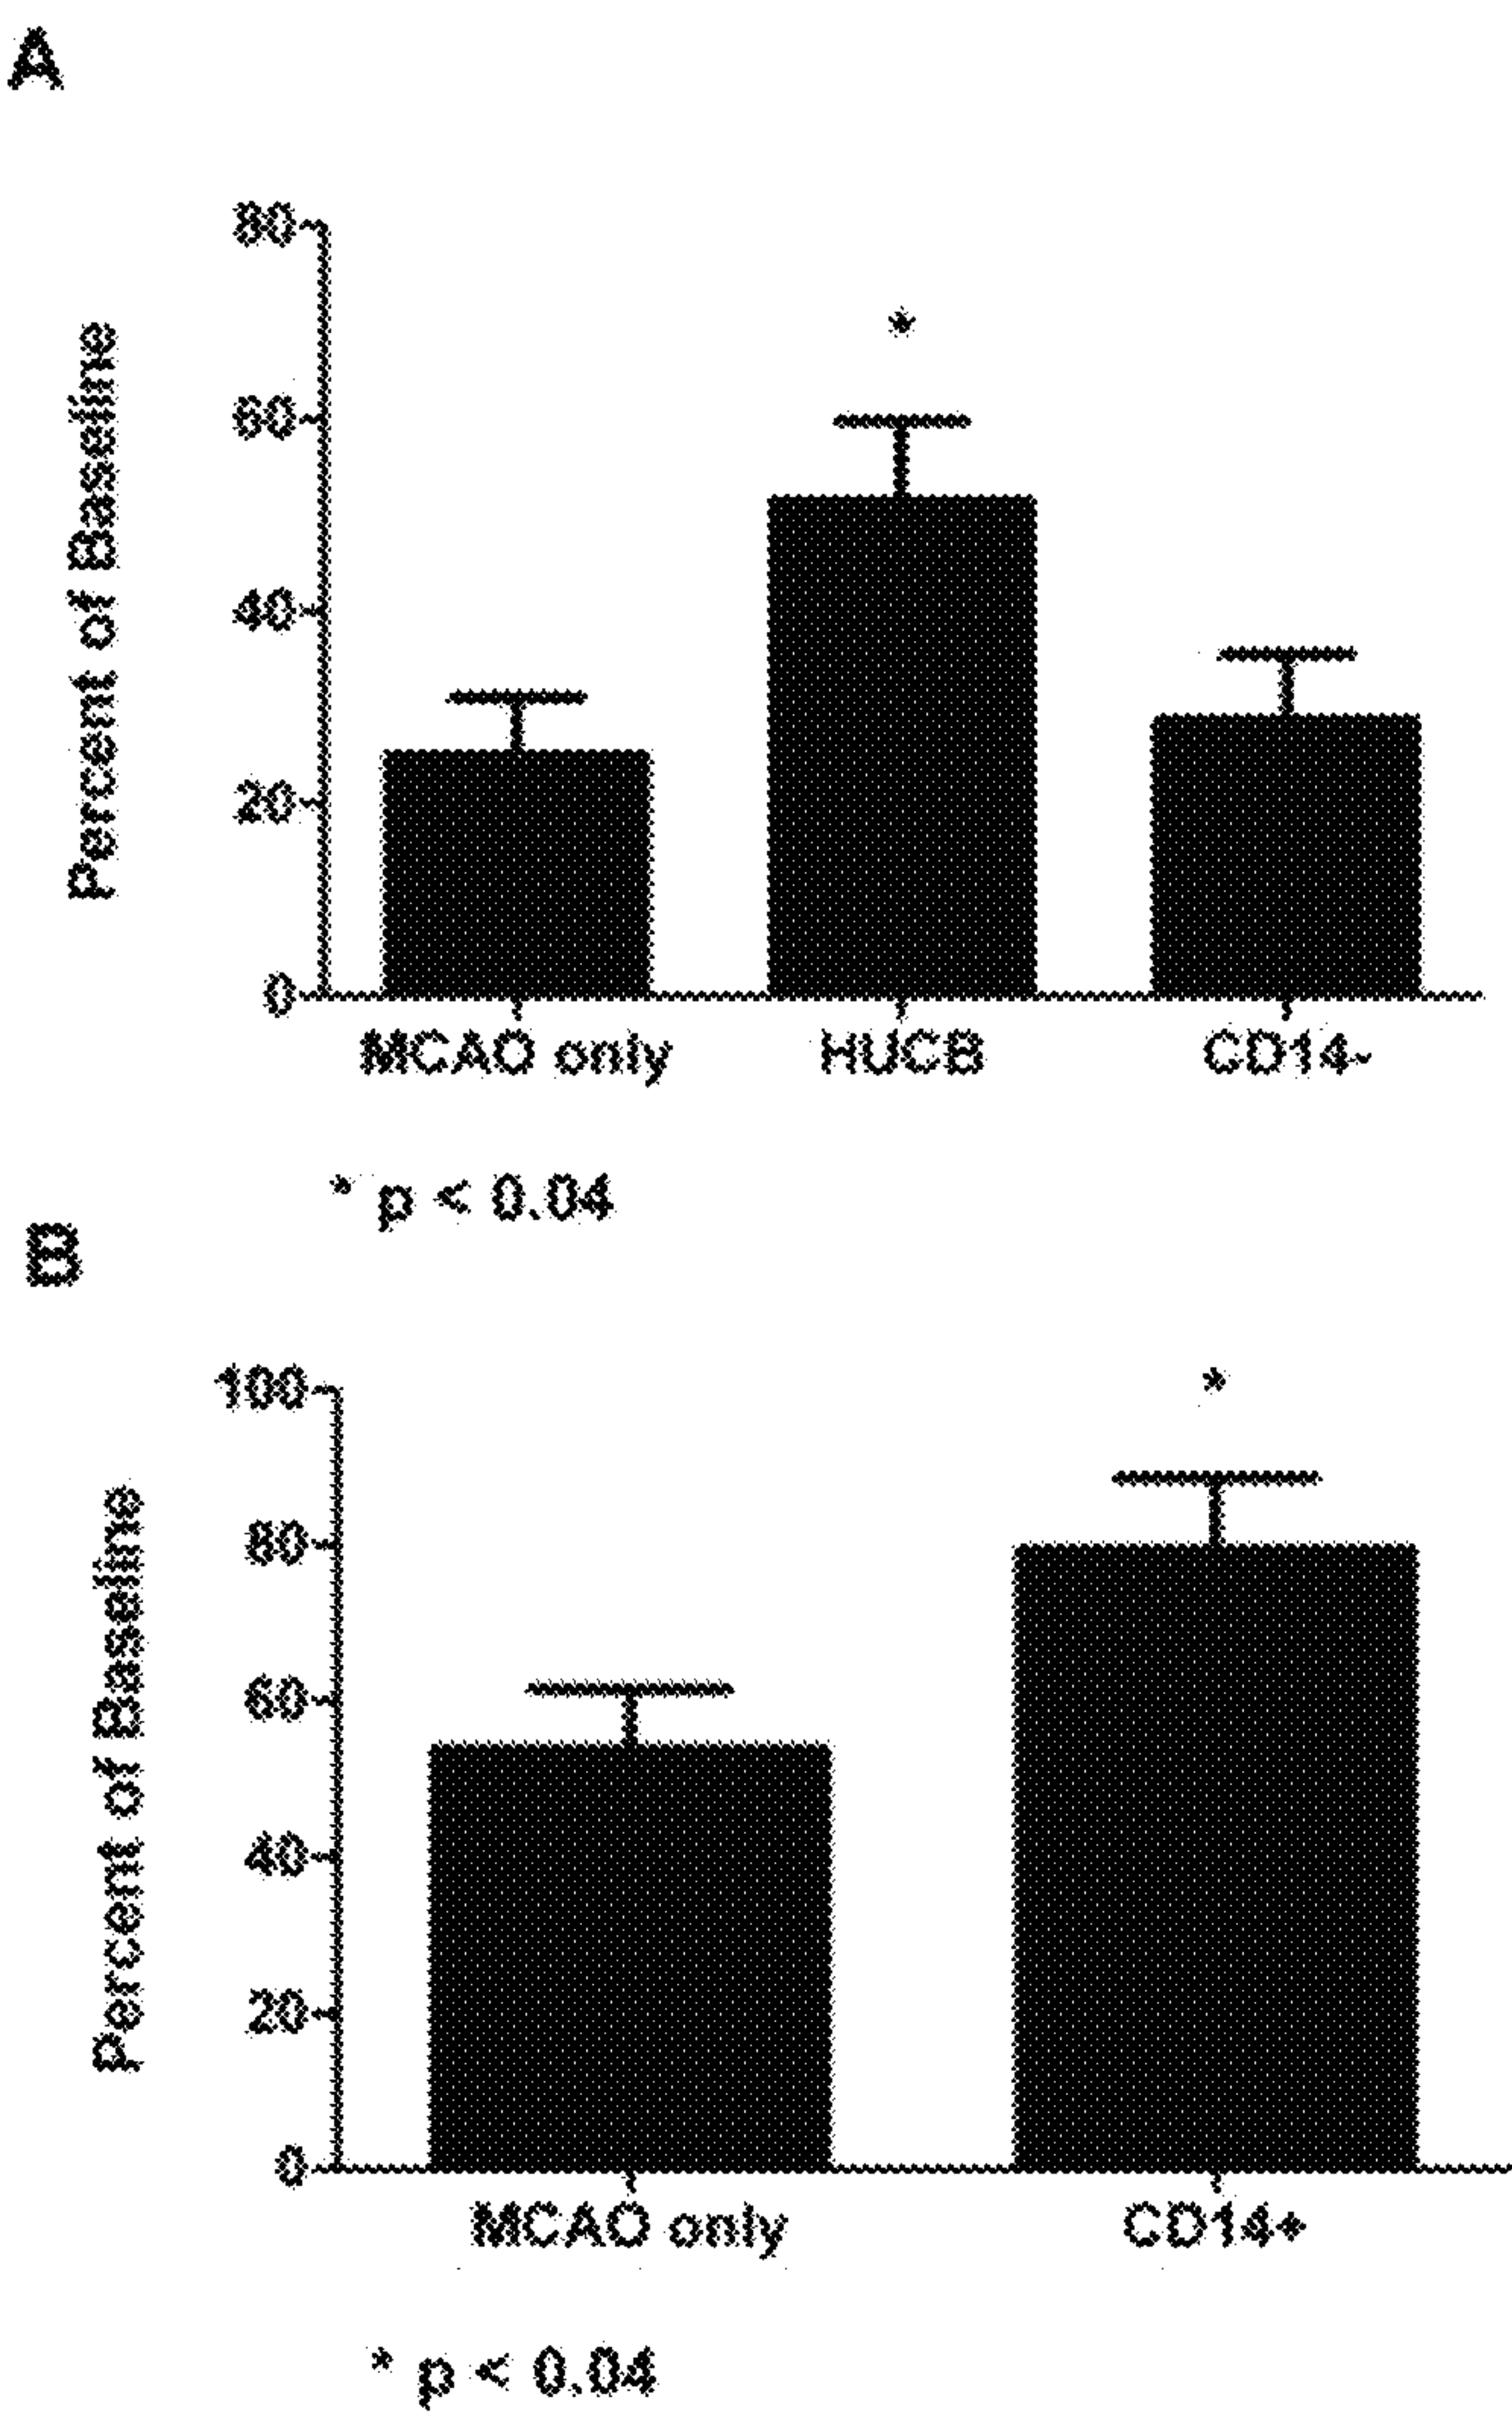 A
80
60
40
20
0
Percent of Baseline
*
MCAO only HUCB CD14-
* p < 0.04
B
100
80
60
40
20
0
Percent of Baseline
*
MCAO only CD14+
* p < 0.04